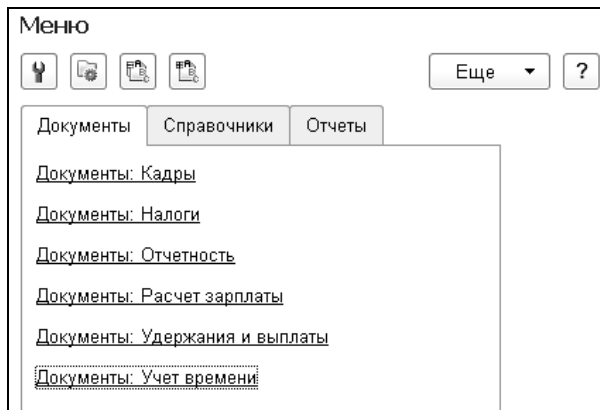 Меню
Еще ?
Документы Справочники Отчеты
Документы: Кадры
Документы: Налоги
Документы: Отчетность
Документы: Расчет зарплаты
Документы: Удержания и выплаты
Документы: Учет времени